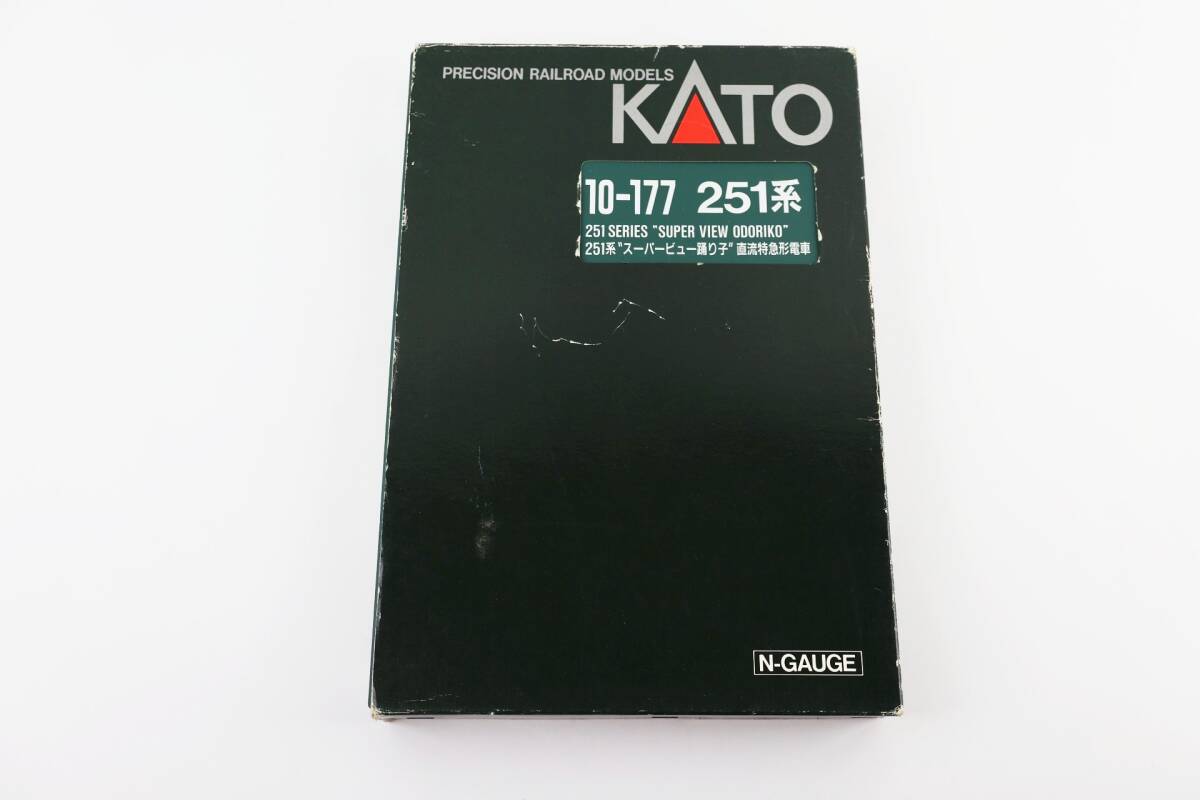 PRECISION RAILROAD MODELS
KATO
10-177 251系
251 SERIES "SUPER VIEW ODORIKO"
251系"スーパービュー踊り子"直流特急形電車
N-GAUGE